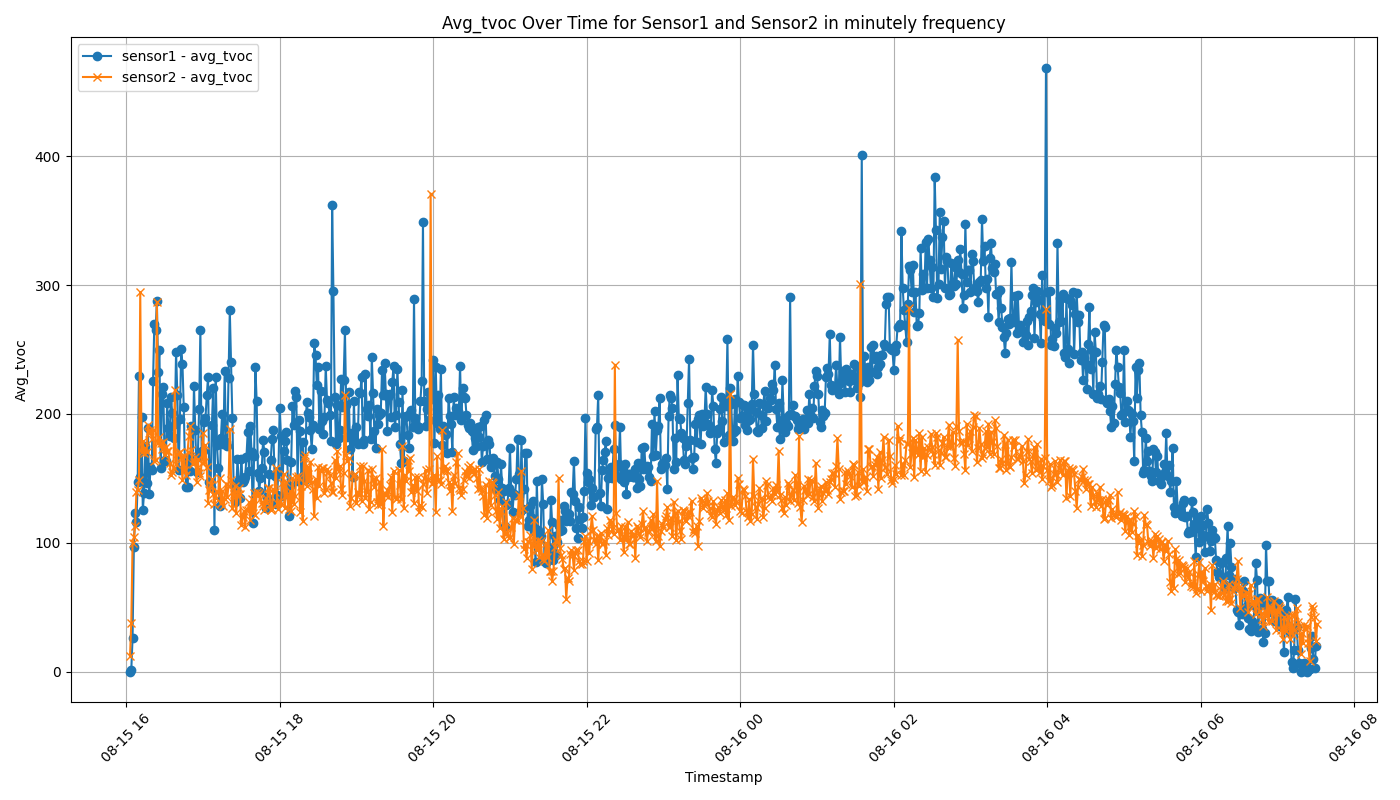 Avg_tvoc Over Time for Sensor1 and Sensor2 in minutely frequency
sensor1 - avg_tvoc
sensor2 - avg_tvoc
Avg_tvoc
400
300
200
100
0
08-15 16
08-15 18
08-15 20
08-15 22
08-16 00
08-16 02
08-16 04
08-16 06
08-16 08
Timestamp